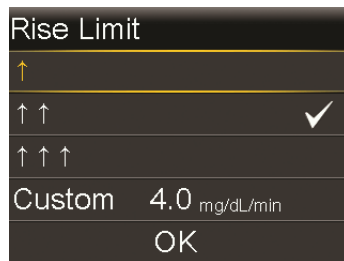 Rise Limit
↑
↑ ↑
↑ ↑ ↑
Custom 4.0 mg/dL/min
OK